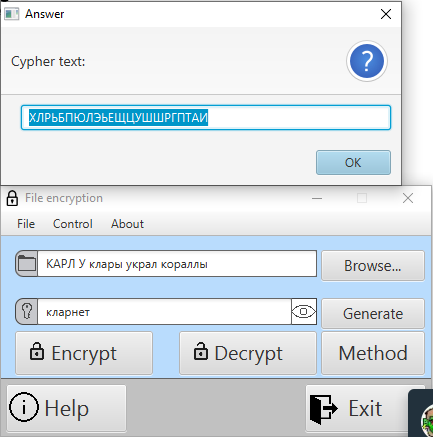 Answer
Cypher text:
?
ХЛРЬБПЮЛЭЬЕЩЦУШШРГПТАИ
OK
File encryption
File Control About
КАРЛ У клары украл кораллы
Browse...
кларнет
Generate
Encrypt Decrypt Method
Help Exit